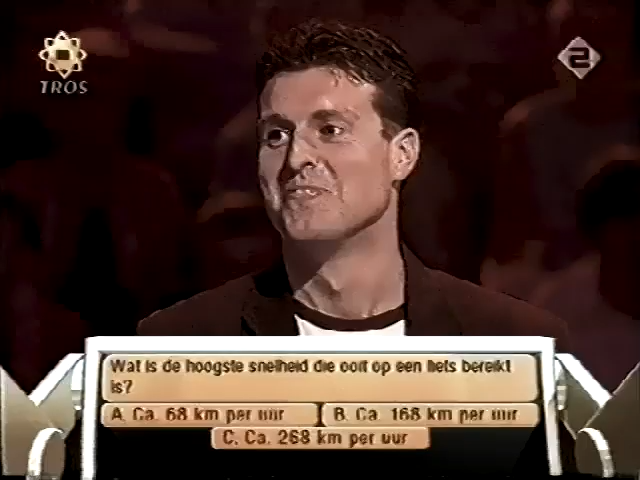 TROS
2
Wat is de hoogste snelheid die ooit op een fiets bereikt
is?
A. Ca. 68 km per uur
B. Ca. 168 km per uur
C. Ca. 268 km per uur